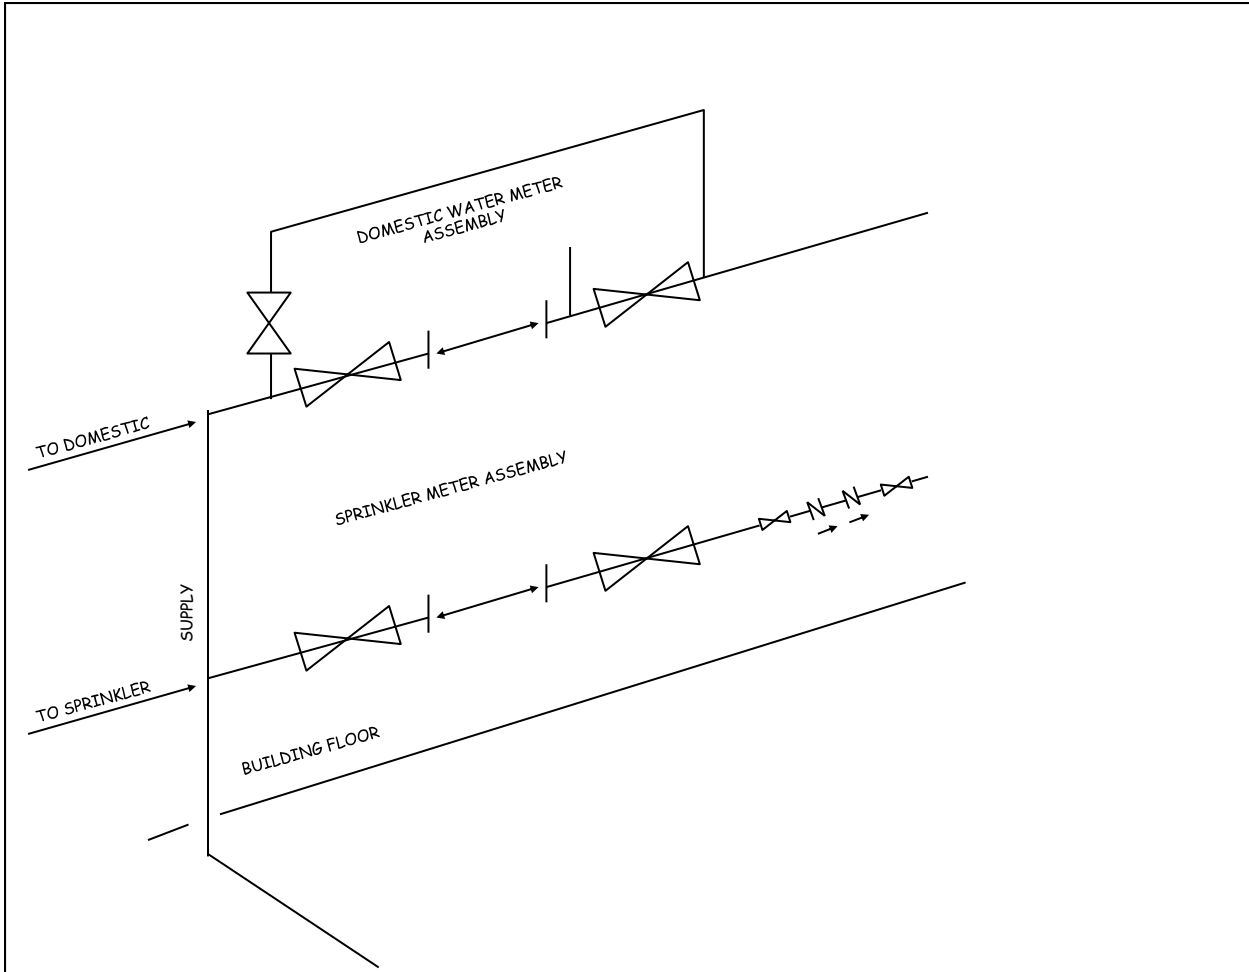 DOMESTIC WATER METER
ASSEMBLY
TO DOMESTIC
SPRINKLER METER ASSEMBLY
SUPPLY
TO SPRINKLER
BUILDING FLOOR